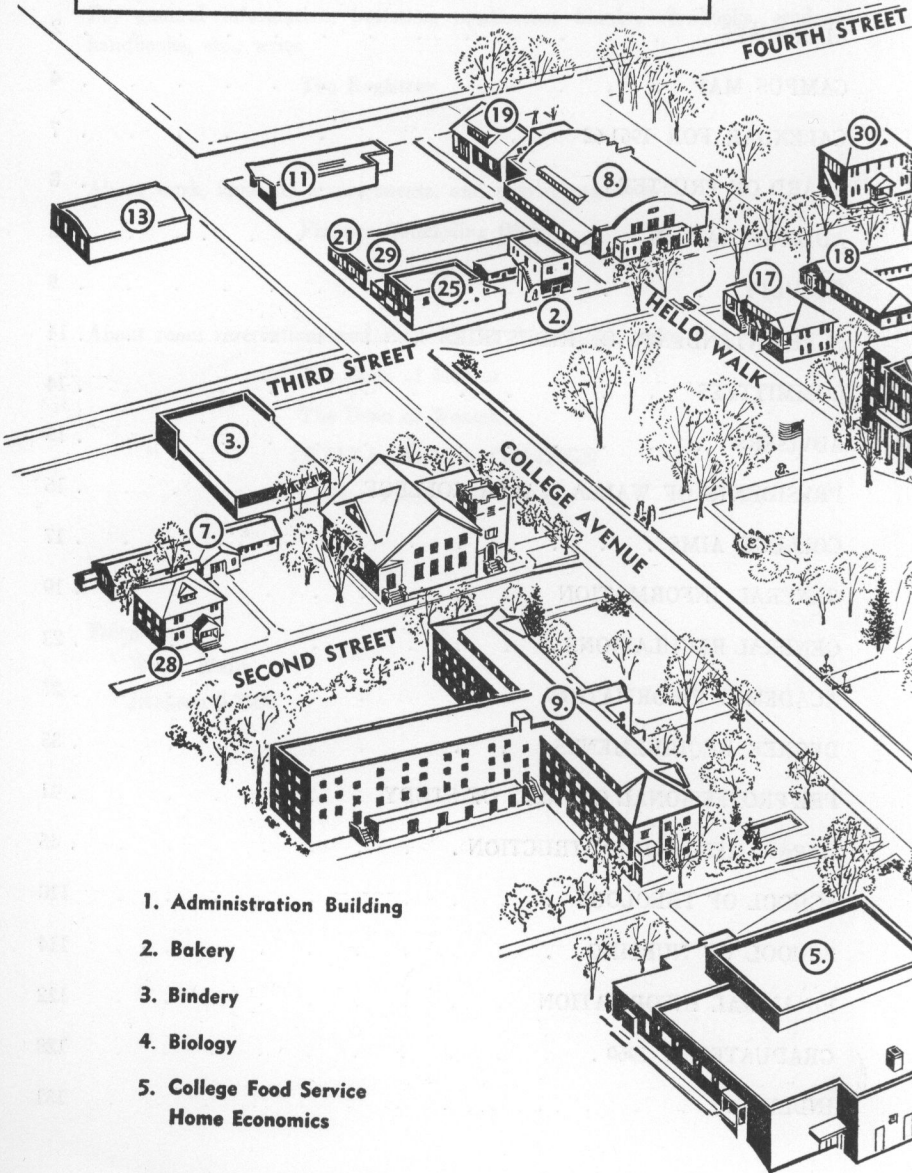 FOURTH STREET
19
30
11
8.
13
21
29
18
25
17
2.
HELLO WALK
THIRD STREET
3.
COLLEGE AVENUE
7.
28
SECOND STREET
9.
5.
1. Administration Building
2. Bakery
3. Bindery
4. Biology
5. College Food Service
Home Economics